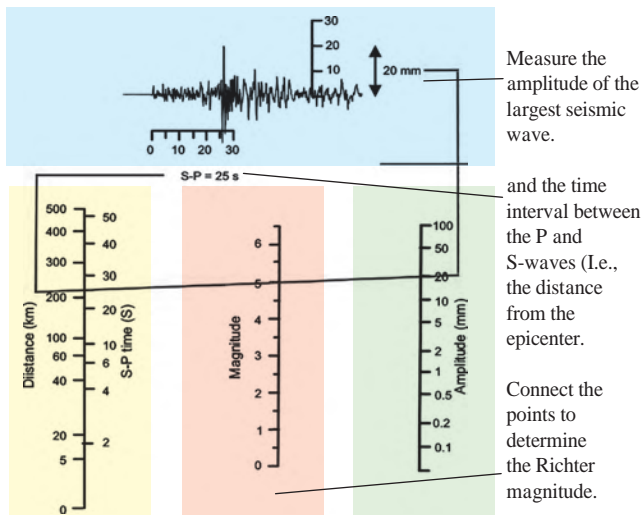 30
20
10
20 mm
0 10 20 30
S-P = 25 s
Measure the
amplitude of the
largest seismic
wave.
and the time
interval between
the P and
S-waves (I.e.,
the distance
from the
epicenter.
Connect the
points to
determine
the Richter
magnitude.
Diistance (km)
500
400
300
200
100
60
40
20
5
0
S-P time (S)
50
40
30
20
10
6
4
2
Magnitude
6
5
4
3
2
1
0
Amplitude (mm)
100
50
20
10
5
2
1
0.5
0.2
0.1